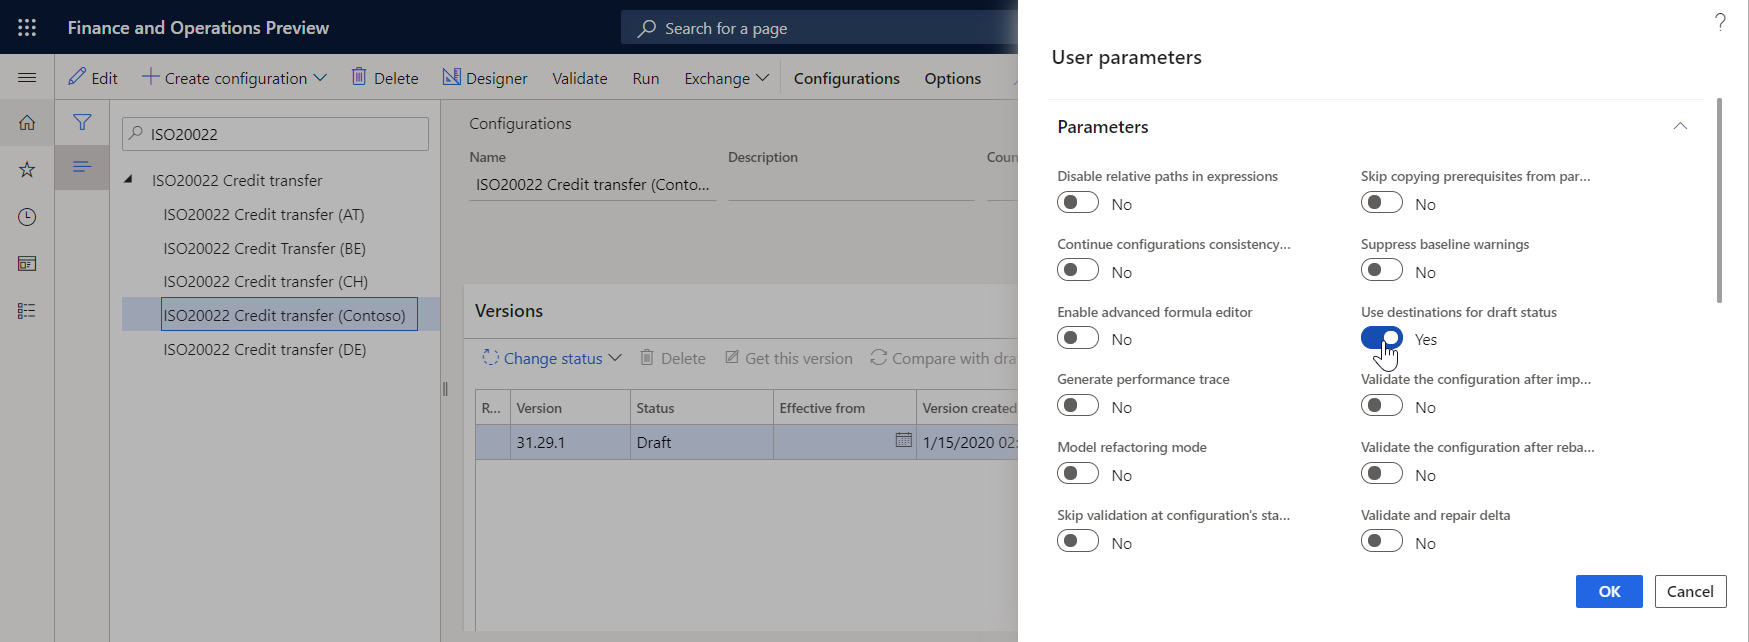 Finance and Operations Preview
Search for a page
?
User parameters
Edit
Create configuration
Delete
Designer
Validate
Run
Exchange
Configurations
Options
ISO20022
ISO20022 Credit transfer
ISO20022 Credit transfer (AT)
ISO20022 Credit Transfer (BE)
ISO20022 Credit transfer (CH)
ISO20022 Credit transfer (Contoso)
ISO20022 Credit transfer (DE)
Configurations
Name
Description
Coun
ISO20022 Credit transfer (Conto...
Versions
Change status
Delete
Get this version
Compare with dra
R...
Version
Status
Effective from
Version created
31.29.1
Draft
1/15/2020 02:
Parameters
Disable relative paths in expressions
No
Skip copying prerequisites from par...
No
Continue configurations consistency...
No
Suppress baseline warnings
No
Enable advanced formula editor
No
Use destinations for draft status
Yes
Generate performance trace
No
Validate the configuration after imp...
No
Model refactoring mode
No
Validate the configuration after reba...
No
Skip validation at configuration's sta...
No
Validate and repair delta
No
OK
Cancel